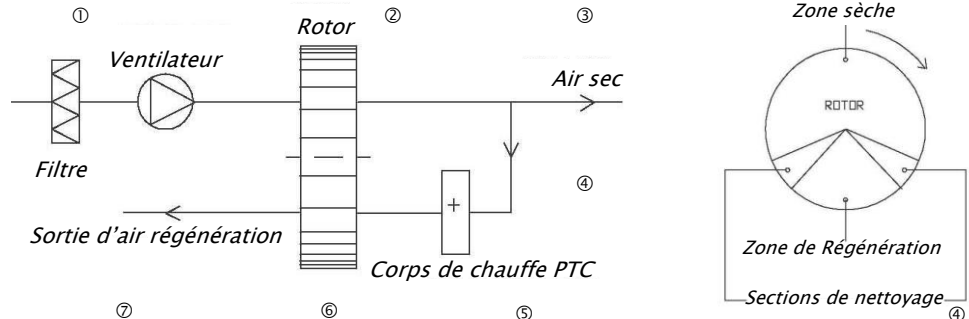 ① ② ③
Rotor
Ventilateur
Air sec
Filtre
④
+
Sortie d'air régénération
Corps de chauffe PTC
⑦ ⑥ ⑤
Zone sèche
ROTOR
Zone de Régénération
Sections de nettoyage
④